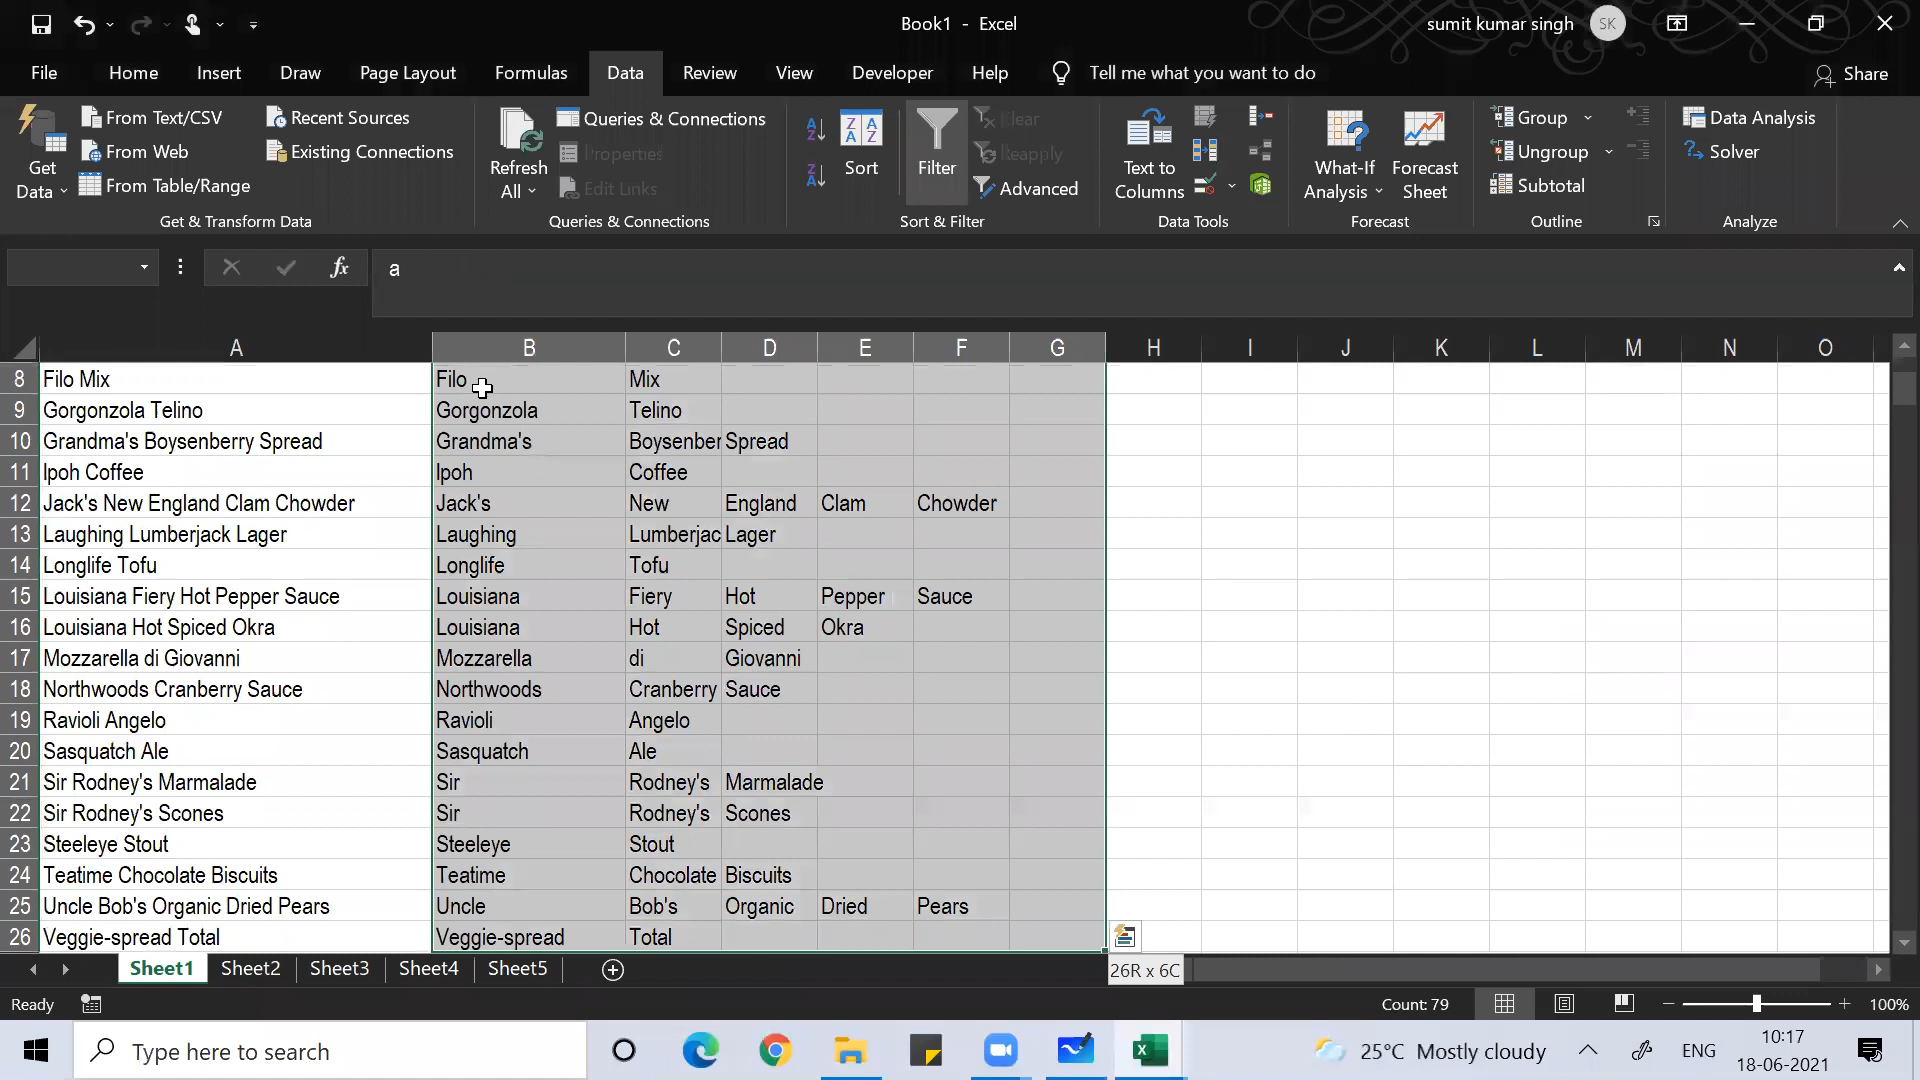 Book1 - Excel
sumit kumar singh
SK
File Home Insert Draw Page Layout Formulas Data Review View Developer Help Tell me what you want to do Share
Get Data
From Text/CSV
From Web
From Table/Range
Recent Sources
Existing Connections
Get & Transform Data
Refresh All
Queries & Connections
Properties
Edit Links
Queries & Connections
Sort
Filter
Clear
Reapply
Advanced
Sort & Filter
Text to Columns
Data Tools
What-If Analysis
Forecast Sheet
Forecast
Group
Ungroup
Subtotal
Outline
Data Analysis
Solver
Analyze
fx a
A B C D E F G H I J K L M N O
8 Filo Mix Filo Mix
9 Gorgonzola Telino Gorgonzola Telino
10 Grandma's Boysenberry Spread Grandma's Boysenber Spread
11 Ipoh Coffee Ipoh Coffee
12 Jack's New England Clam Chowder Jack's New England Clam Chowder
13 Laughing Lumberjack Lager Laughing Lumberjac Lager
14 Longlife Tofu Longlife Tofu
15 Louisiana Fiery Hot Pepper Sauce Louisiana Fiery Hot Pepper Sauce
16 Louisiana Hot Spiced Okra Louisiana Hot Spiced Okra
17 Mozzarella di Giovanni Mozzarella di Giovanni
18 Northwoods Cranberry Sauce Northwoods Cranberry Sauce
19 Ravioli Angelo Ravioli Angelo
20 Sasquatch Ale Sasquatch Ale
21 Sir Rodney's Marmalade Sir Rodney's Marmalade
22 Sir Rodney's Scones Sir Rodney's Scones
23 Steeleye Stout Steeleye Stout
24 Teatime Chocolate Biscuits Teatime Chocolate Biscuits
25 Uncle Bob's Organic Dried Pears Uncle Bob's Organic Dried Pears
26 Veggie-spread Total Veggie-spread Total
26R x 6C
Sheet1 Sheet2 Sheet3 Sheet4 Sheet5
Ready
Count: 79
100%
Type here to search
25°C Mostly cloudy
ENG
10:17
18-06-2021